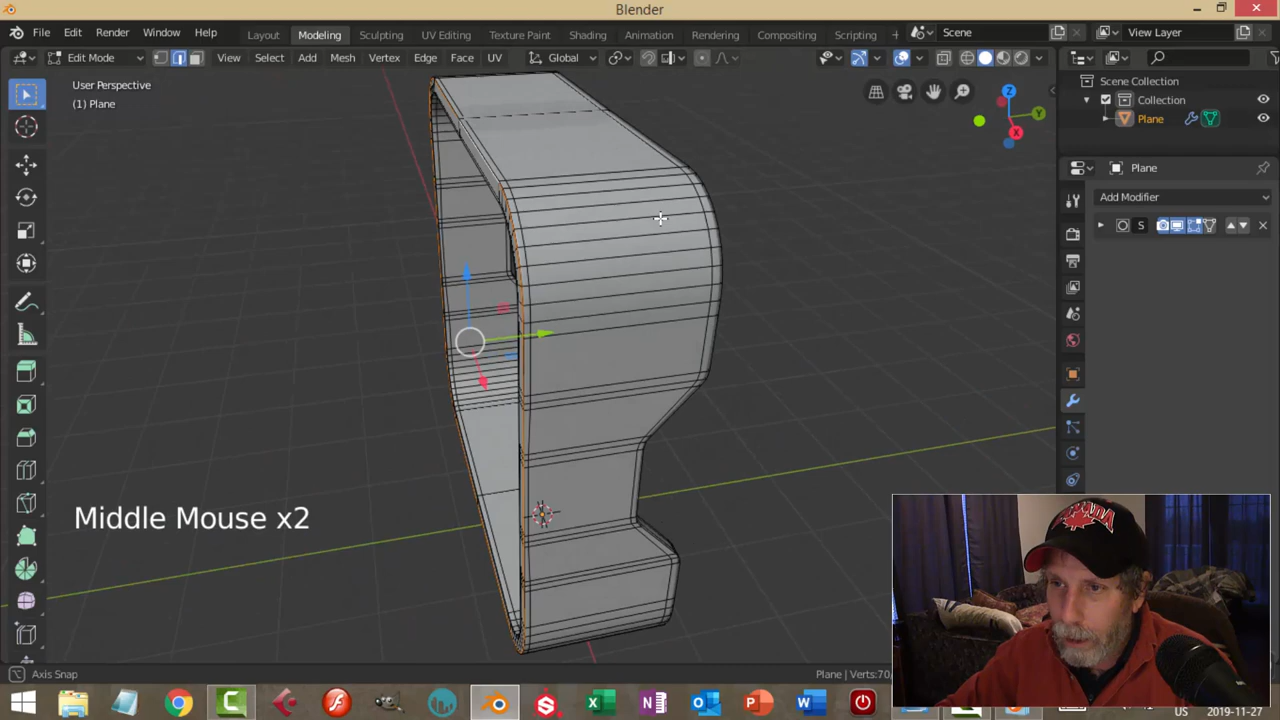 Blender
File Edit Render Window Help
Layout Modeling Sculpting UV Editing Texture Paint Shading Animation Rendering Compositing Scripting + Scene View Layer
Edit Mode View Select Add Mesh Vertex Edge Face UV Global
User Perspective
(1) Plane
Z
Y
X
Scene Collection
Collection
Plane
Plane
Add Modifier
S
Middle Mouse x2
CANADA
Axis Snap
Plane | Verts:70
US
2019-11-27